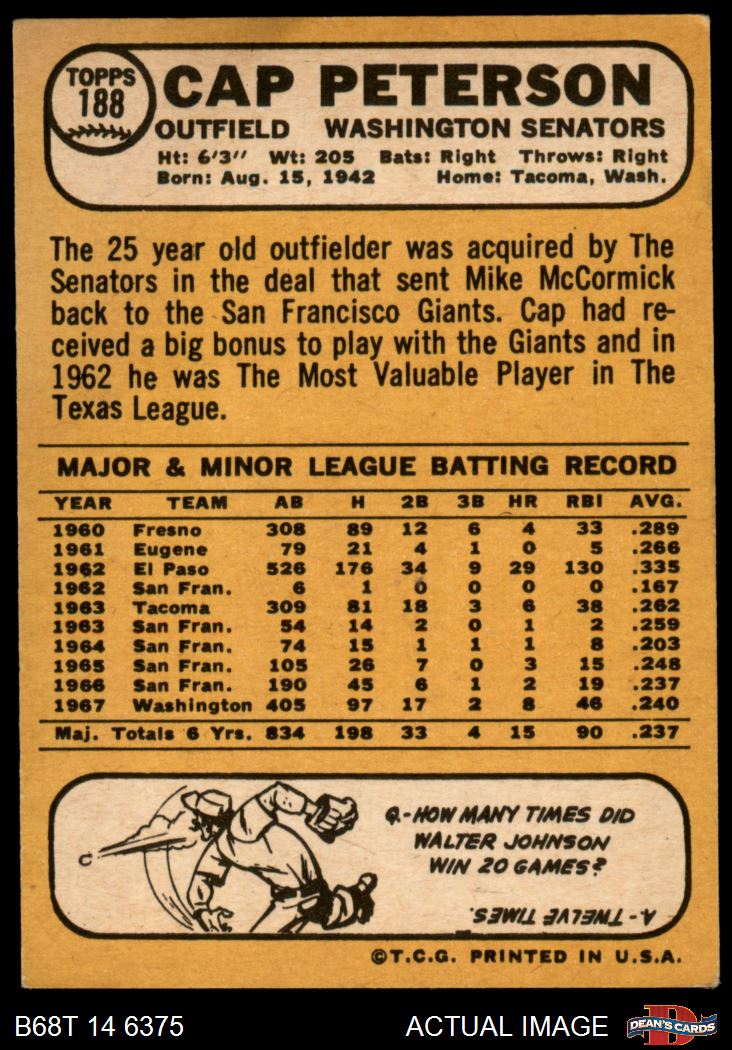 TOPPS
188
CAP PETERSON
OUTFIELD WASHINGTON SENATORS
Ht: 6'3" Wt: 205 Bats: Right Throws: Right
Born: Aug. 15, 1942 Home: Tacoma, Wash.
The 25 year old outfielder was acquired by The
Senators in the deal that sent Mike McCormick
back to the San Francisco Giants. Cap had re-
ceived a big bonus to play with the Giants and in
1962 he was The Most Valuable Player in The
Texas League.
MAJOR & MINOR LEAGUE BATTING RECORD
YEAR TEAM AB H 2B 3B HR RBI AVG.
1960 Fresno 308 89 12 6 4 33 .289
1961 Eugene 79 21 4 1 0 5 .266
1962 El Paso 526 176 34 9 29 130 .335
1962 San Fran. 6 1 0 0 0 0 .167
1963 Tacoma 309 81 18 3 6 38 .262
1963 San Fran. 54 14 2 0 1 2 .259
1964 San Fran. 74 15 1 1 1 8 .203
1965 San Fran. 105 26 7 0 3 15 .248
1966 San Fran. 190 45 6 1 2 19 .237
1967 Washington 405 97 17 2 8 46 .240
Maj. Totals 6 Yrs. 834 198 33 4 15 90 .237
Q.-HOW MANY TIMES DID
WALTER JOHNSON
WIN 20 GAMES?
A-TWELVE TIMES.
©T.C.G. PRINTED IN U.S.A.
B68T 14 6375 ACTUAL IMAGE
D
DEAN'S CARDS